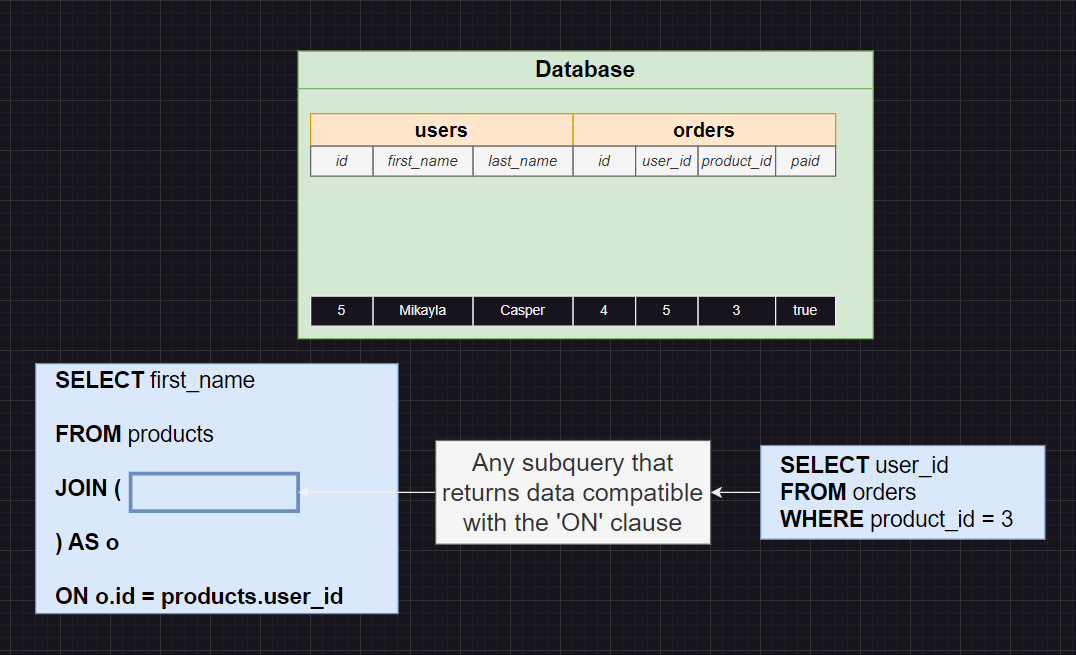 Database
users orders
id first_name last_name id user_id product_id paid
5 Mikayla Casper 4 5 3 true
SELECT first_name
FROM products
JOIN (
) AS o
ON o.id = products.user_id
Any subquery that
returns data compatible
with the 'ON' clause
SELECT user_id
FROM orders
WHERE product_id = 3